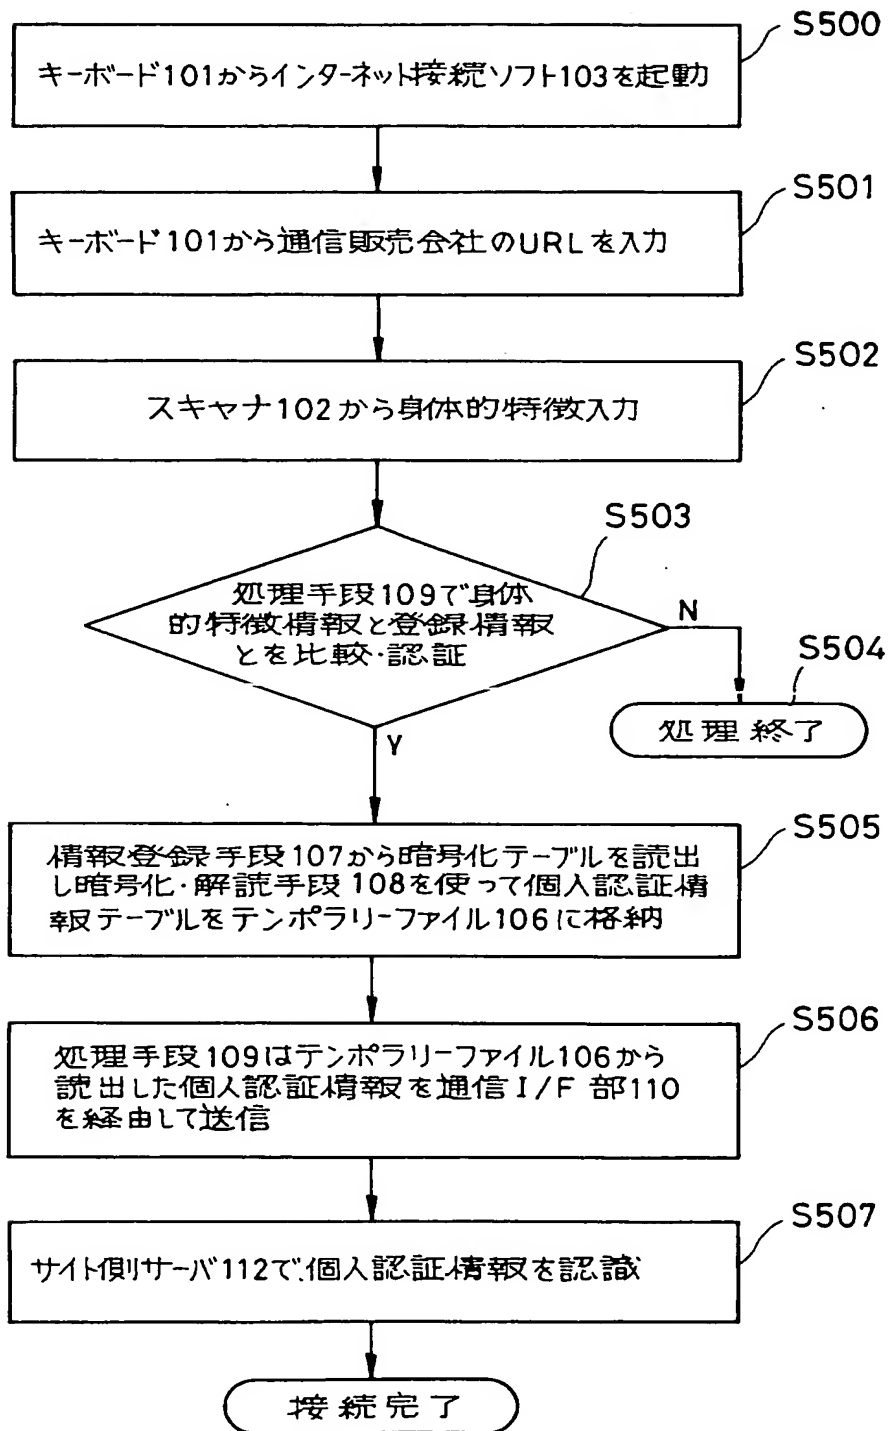 S500
キーボード101からインターネット接続ソフト103を起動
S501
キーボード101から通信販売会社のURLを入力
S502
スキャナ102から身体的特徴入力
S503
処理手段109で身体
的特徴情報と登録情報
とを比較・認証
N
S504
処理終了
Y
S505
情報登録手段107から暗号化テーブルを読出
し暗号化・解読手段108を使って個人認証情
報テーブルをテンポラリーファイル106に格納
S506
処理手段109はテンポラリーファイル106から
読出した個人認証情報を通信I/F部110
を経由して送信
S507
サイト側サーバ112で、個人認証情報を認識
接続完了